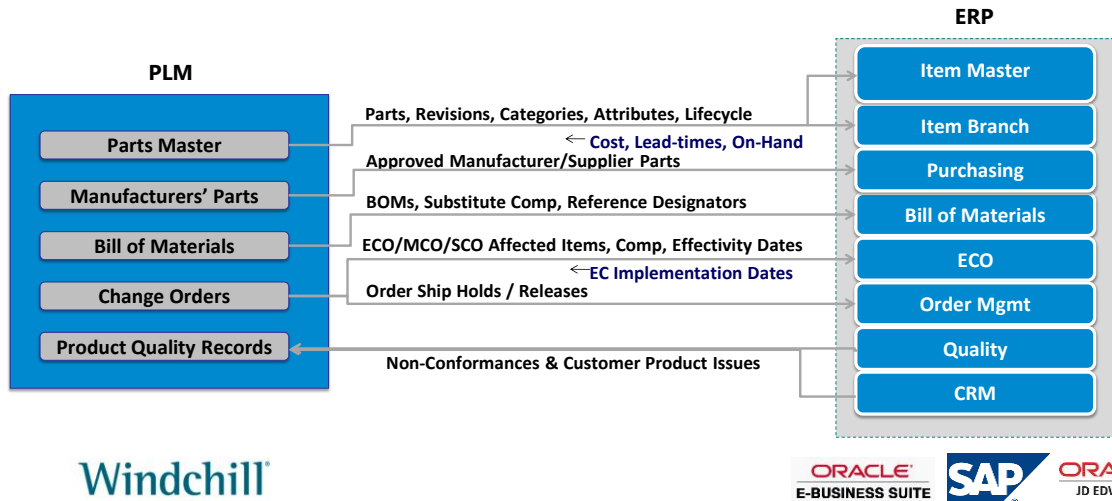 ERP
PLM
Item Master
Parts, Revisions, Categories, Attributes, Lifecycle
Item Branch
Parts Master
← Cost, Lead-times, On-Hand
Approved Manufacturer/Supplier Parts
Purchasing
Manufacturers’ Parts
BOMs, Substitute Comp, Reference Designators
Bill of Materials
Bill of Materials
ECO/MCO/SCO Affected Items, Comp, Effectivity Dates
ECO
← EC Implementation Dates
Change Orders
Order Ship Holds / Releases
Order Mgmt
Product Quality Records
Quality
Non-Conformances & Customer Product Issues
CRM
Windchill®
ORACLE®
E-BUSINESS SUITE
SAP
ORA
JD EDW